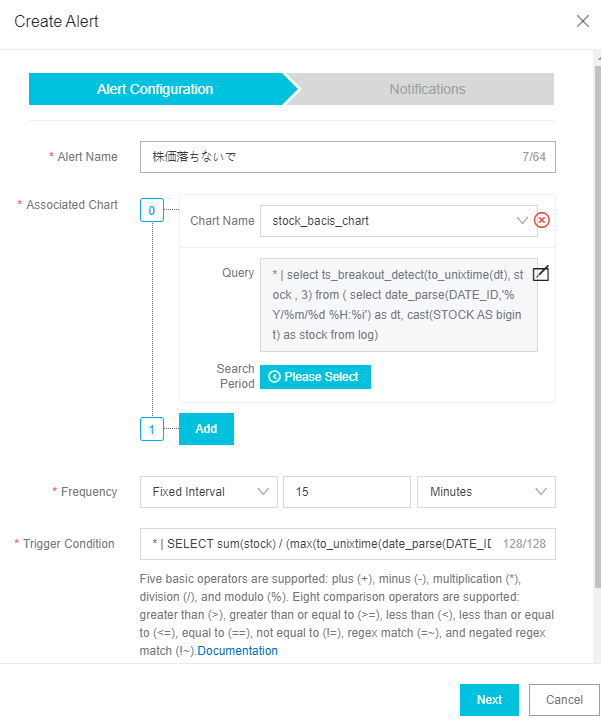 Create Alert
Alert Configuration
Notifications
* Alert Name
株価落ちないで
7/64
* Associated Chart
0
Chart Name
stock_bacis_chart
Query
* | select ts_breakout_detect(to_unixtime(dt), st
ock , 3) from ( select date_parse(DATE_ID,'%
Y/%m/%d %H:%i') as dt, cast(STOCK AS bigin
t) as stock from log)
Search
Period
Please Select
1
Add
* Frequency
Fixed Interval
15
Minutes
* Trigger Condition
* | SELECT sum(stock) / (max(to_unixtime(date_parse(DATE_ID
128/128
Five basic operators are supported: plus (+), minus (-), multiplication (*),
division (/), and modulo (%). Eight comparison operators are supported:
greater than (>), greater than or equal to (>=), less than (<), less than or equal
to (<=), equal to (==), not equal to (!=), regex match (=~), and negated regex
match (!~).Documentation
Next
Cancel